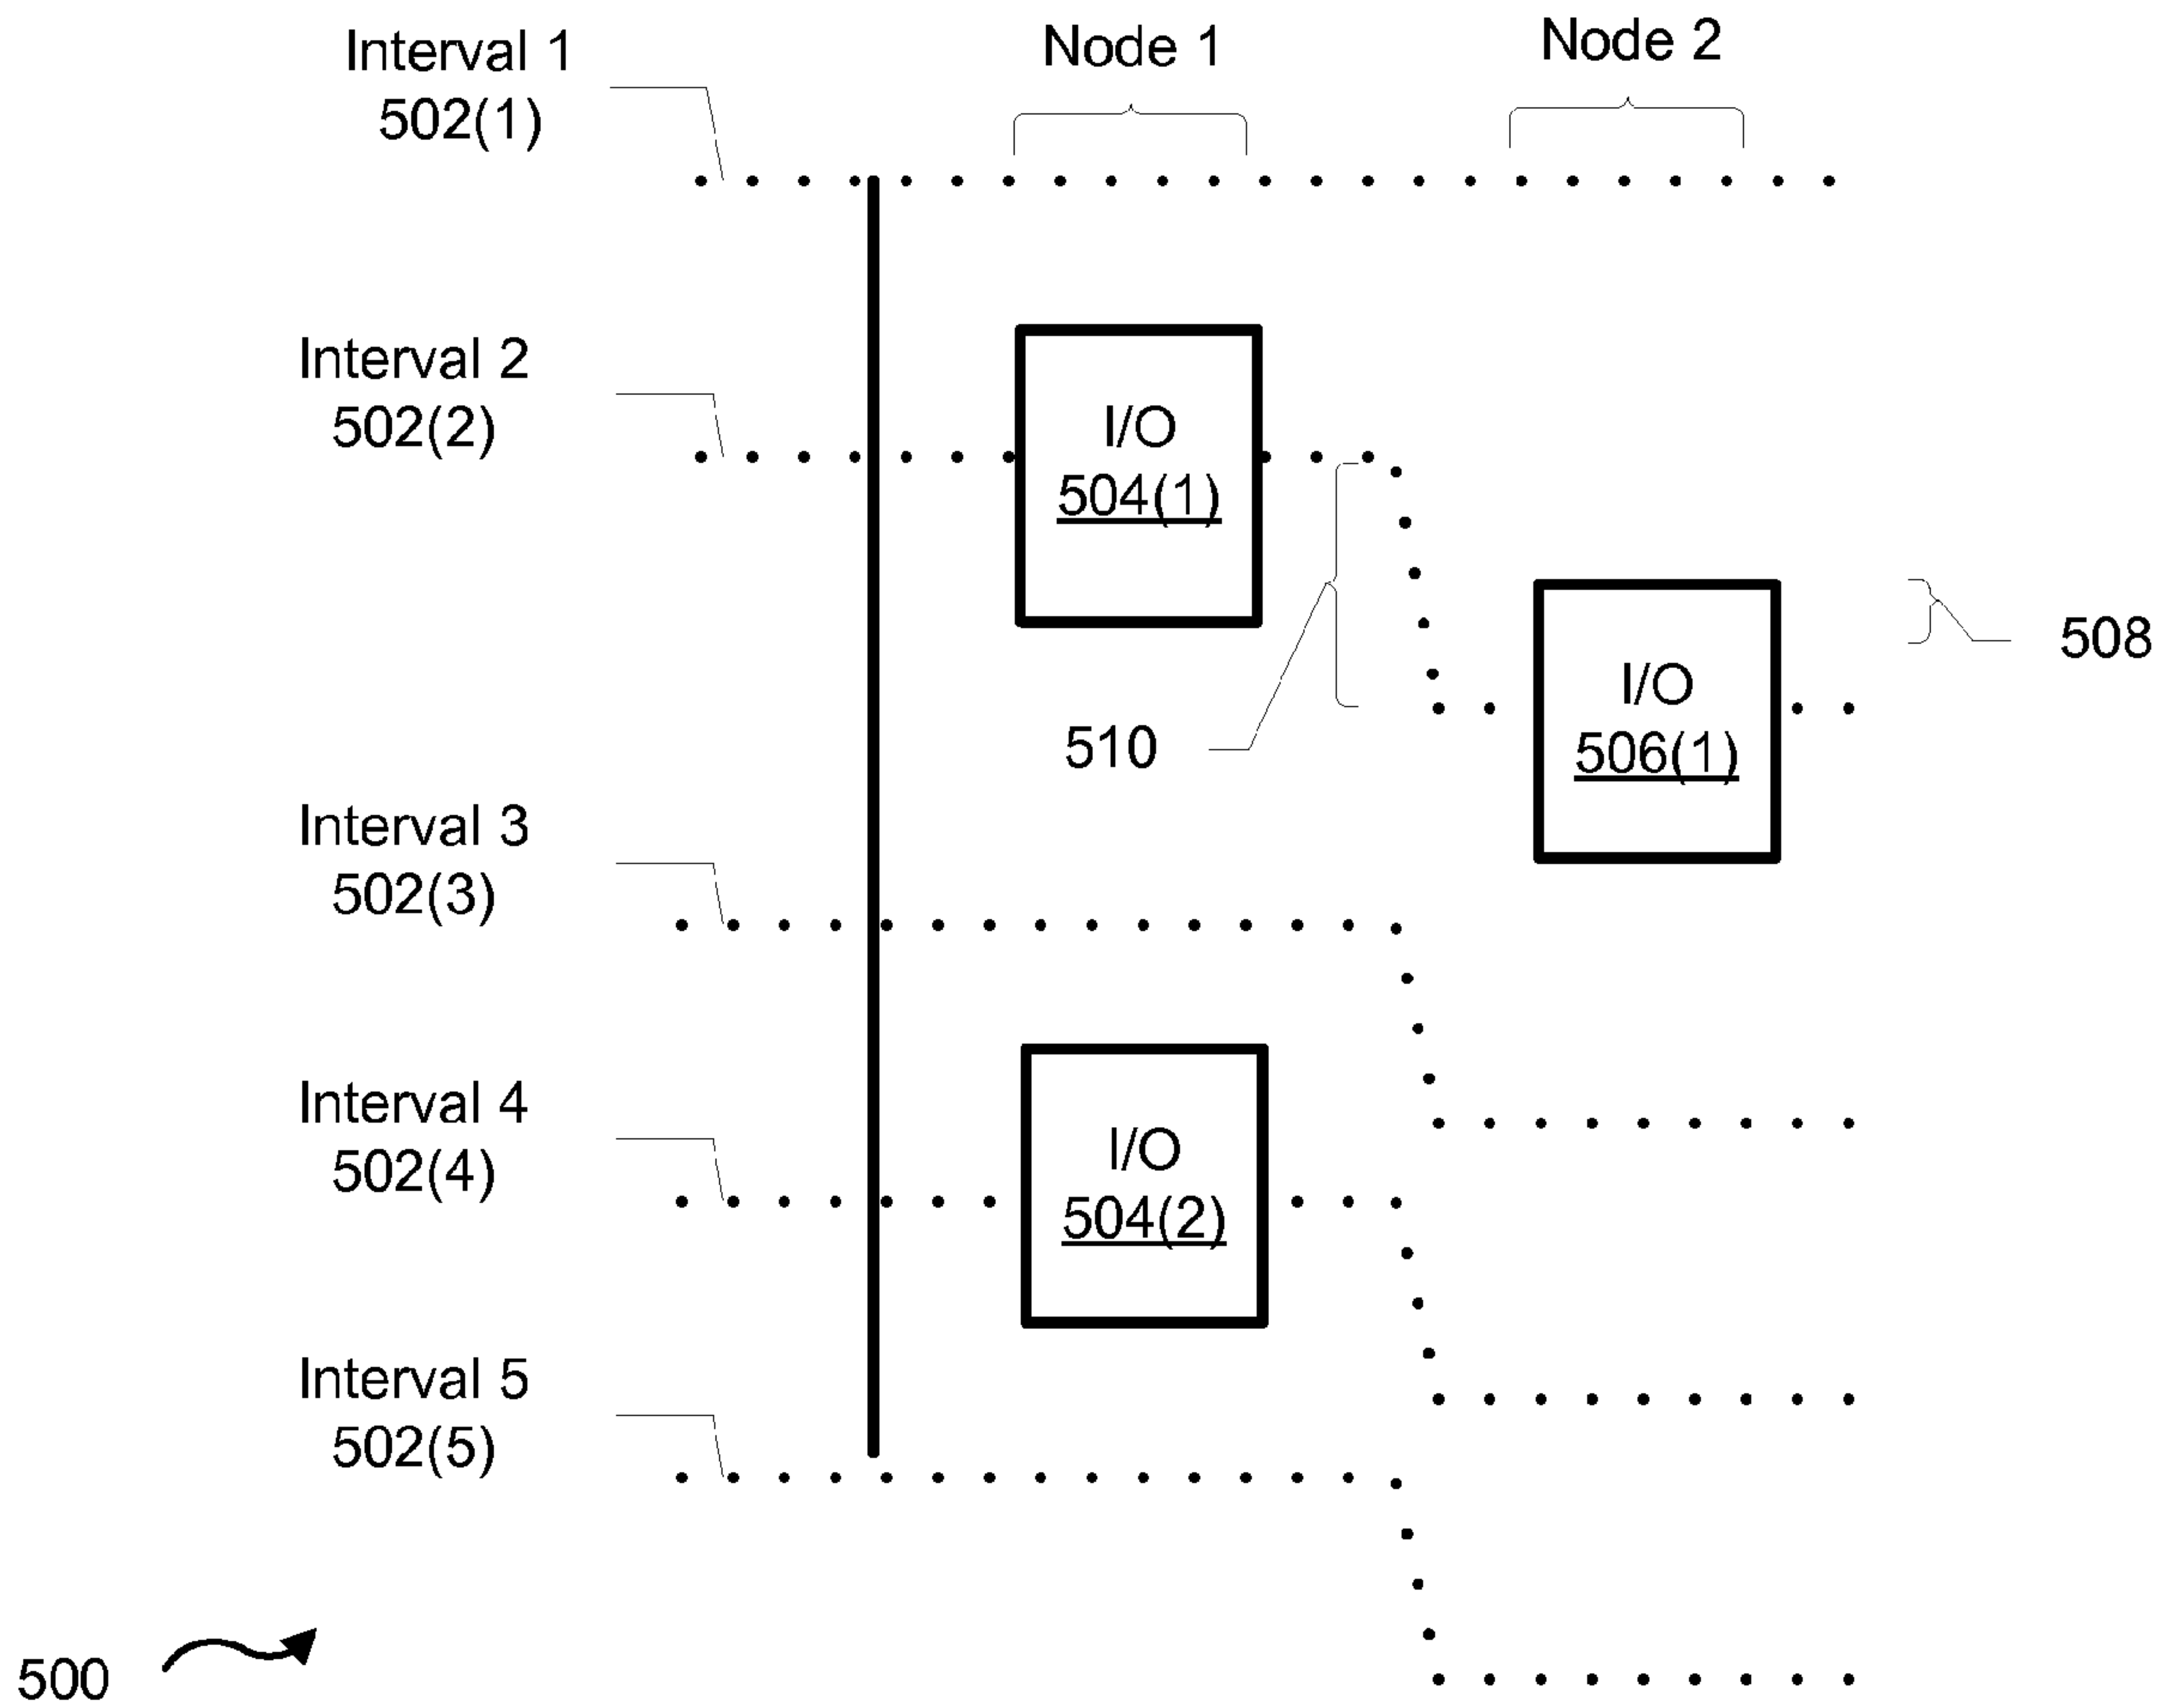 Interval 1
502(1)
Node 1
Node 2
Interval 2
502(2)
I/O
504(1)
508
I/O
506(1)
510
Interval 3
502(3)
Interval 4
502(4)
I/O
504(2)
Interval 5
502(5)
500